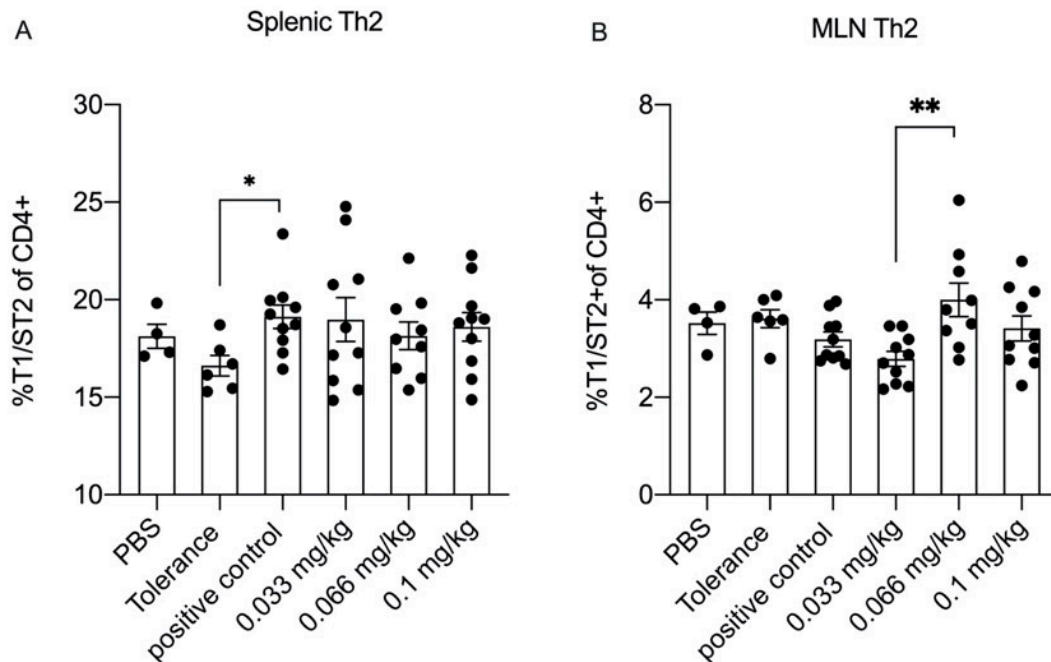 A
Splenic Th2
%T1/ST2 of CD4+
30
25
20
15
10
*
PBS
Tolerance
positive control
0.033 mg/kg
0.066 mg/kg
0.1 mg/kg
B
MLN Th2
%T1/ST2+of CD4+
8
6
4
2
0
**
PBS
Tolerance
positive control
0.033 mg/kg
0.066 mg/kg
0.1 mg/kg